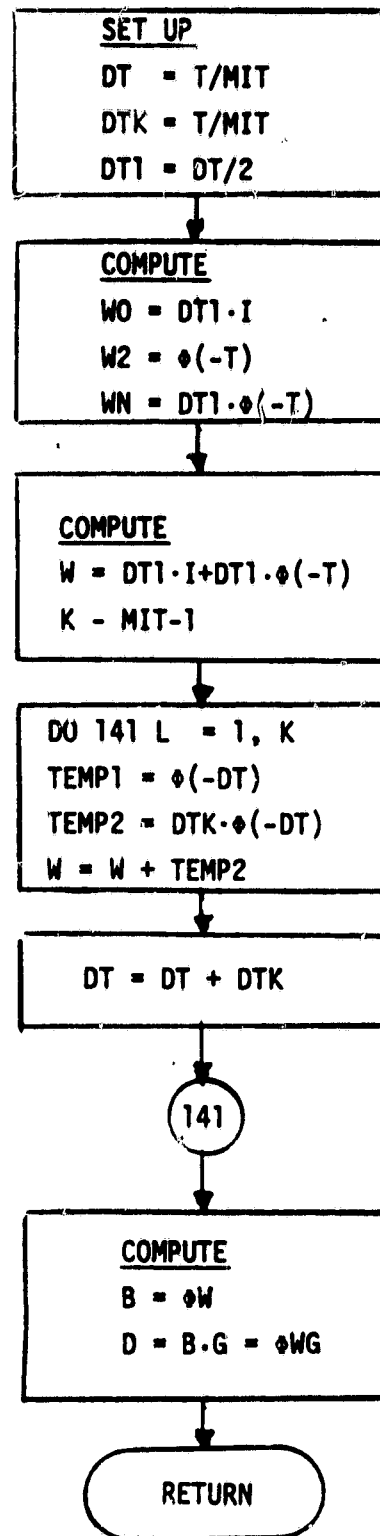 SET UP
DT = T/MIT
DTK = T/MIT
DT1 = DT/2
COMPUTE
WO = DT1·I
W2 = Φ(-T)
WN = DT1·Φ(-T)
COMPUTE
W = DT1·I+DT1·Φ(-T)
K - MIT-1
DO 141 L = 1, K
TEMP1 = Φ(-DT)
TEMP2 = DTK·Φ(-DT)
W = W + TEMP2
DT = DT + DTK
141
COMPUTE
B = ΦW
D = B·G = ΦWG
RETURN